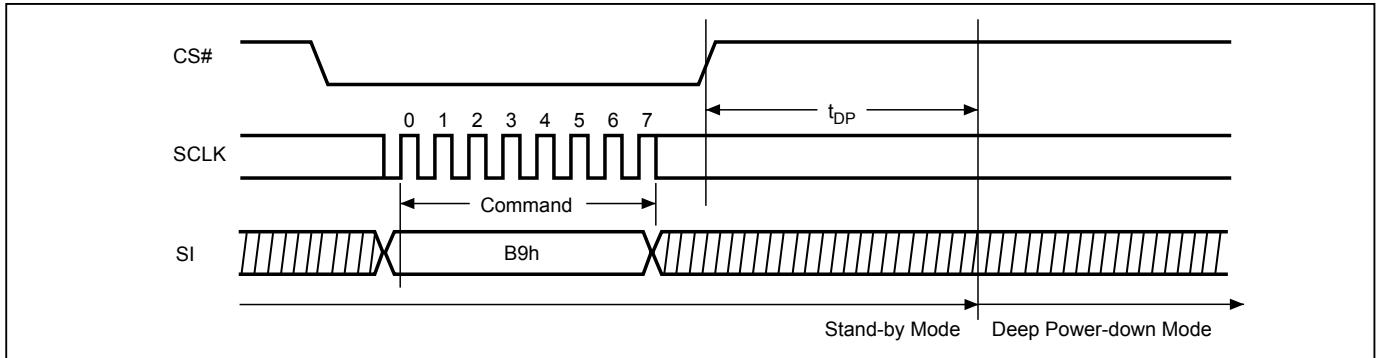 CS#
tDP
0 1 2 3 4 5 6 7
SCLK
Command
SI
B9h
Stand-by Mode
Deep Power-down Mode